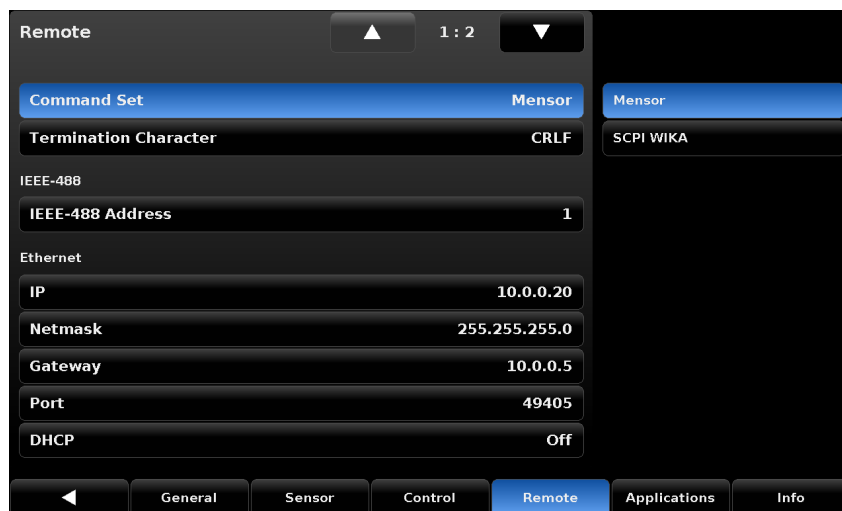 Remote 1 : 2
Command Set Mensor
Termination Character CRLF
IEEE-488
IEEE-488 Address 1
Ethernet
IP 10.0.0.20
Netmask 255.255.255.0
Gateway 10.0.0.5
Port 49405
DHCP Off
Mensor
SCPI WIKA
General Sensor Control Remote Applications Info